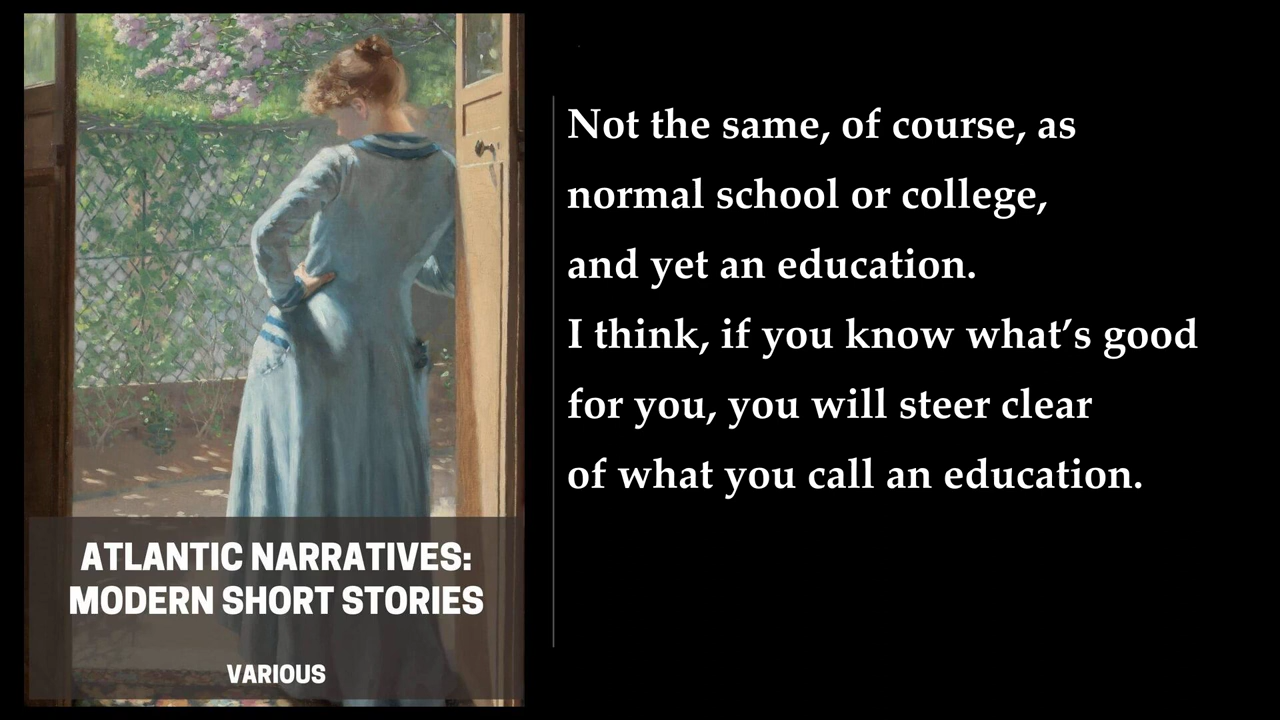 Not the same, of course, as
normal school or college,
and yet an education.
I think, if you know what’s good
for you, you will steer clear
of what you call an education.
ATLANTIC NARRATIVES:
MODERN SHORT STORIES
VARIOUS